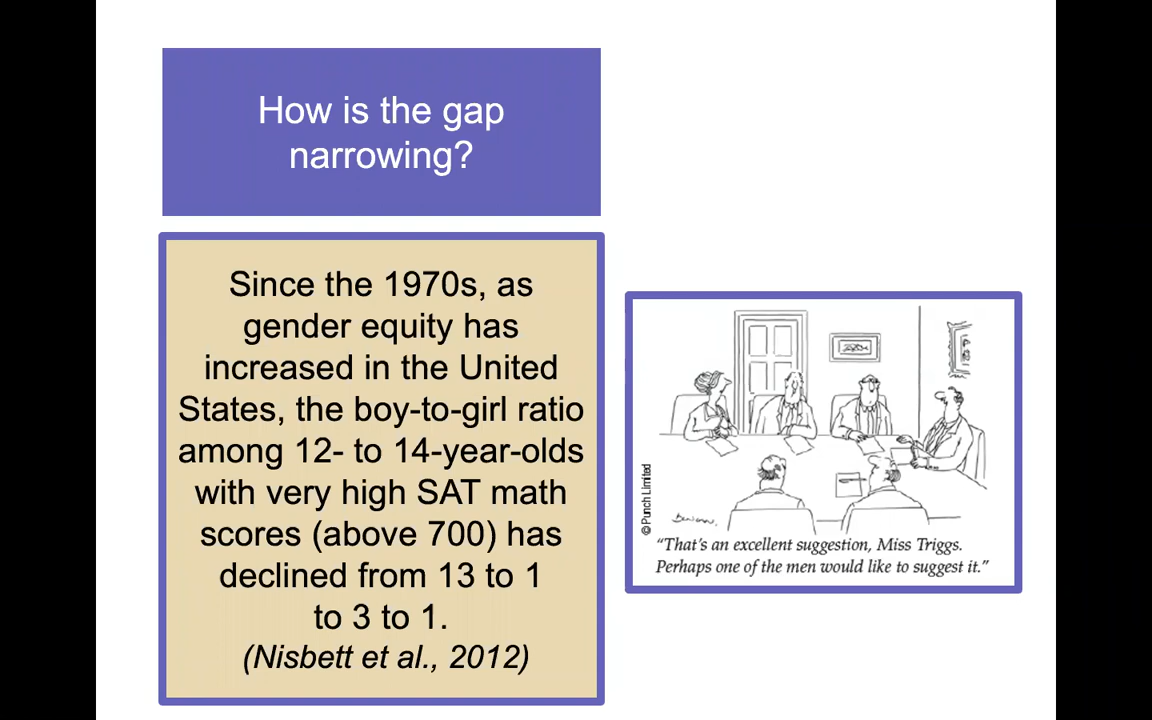 How is the gap
narrowing?
Since the 1970s, as
gender equity has
increased in the United
States, the boy-to-girl ratio
among 12- to 14-year-olds
with very high SAT math
scores (above 700) has
declined from 13 to 1
to 3 to 1.
(Nisbett et al., 2012)
© Punch Limited
"That's an excellent suggestion, Miss Triggs.
Perhaps one of the men would like to suggest it."